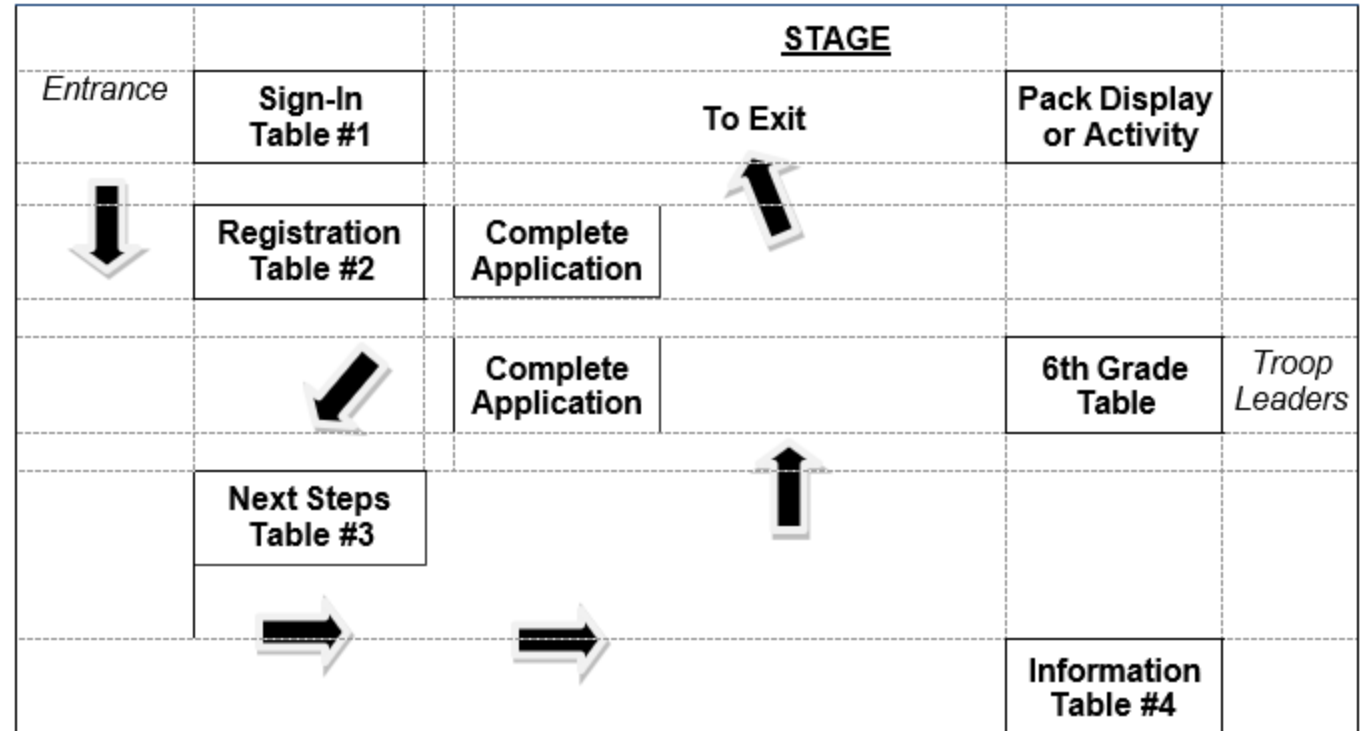 STAGE
Entrance
Sign-In
Table #1
To Exit
Pack Display
or Activity
Registration
Table #2
Complete
Application
Complete
Application
6th Grade
Table
Troop
Leaders
Next Steps
Table #3
Information
Table #4